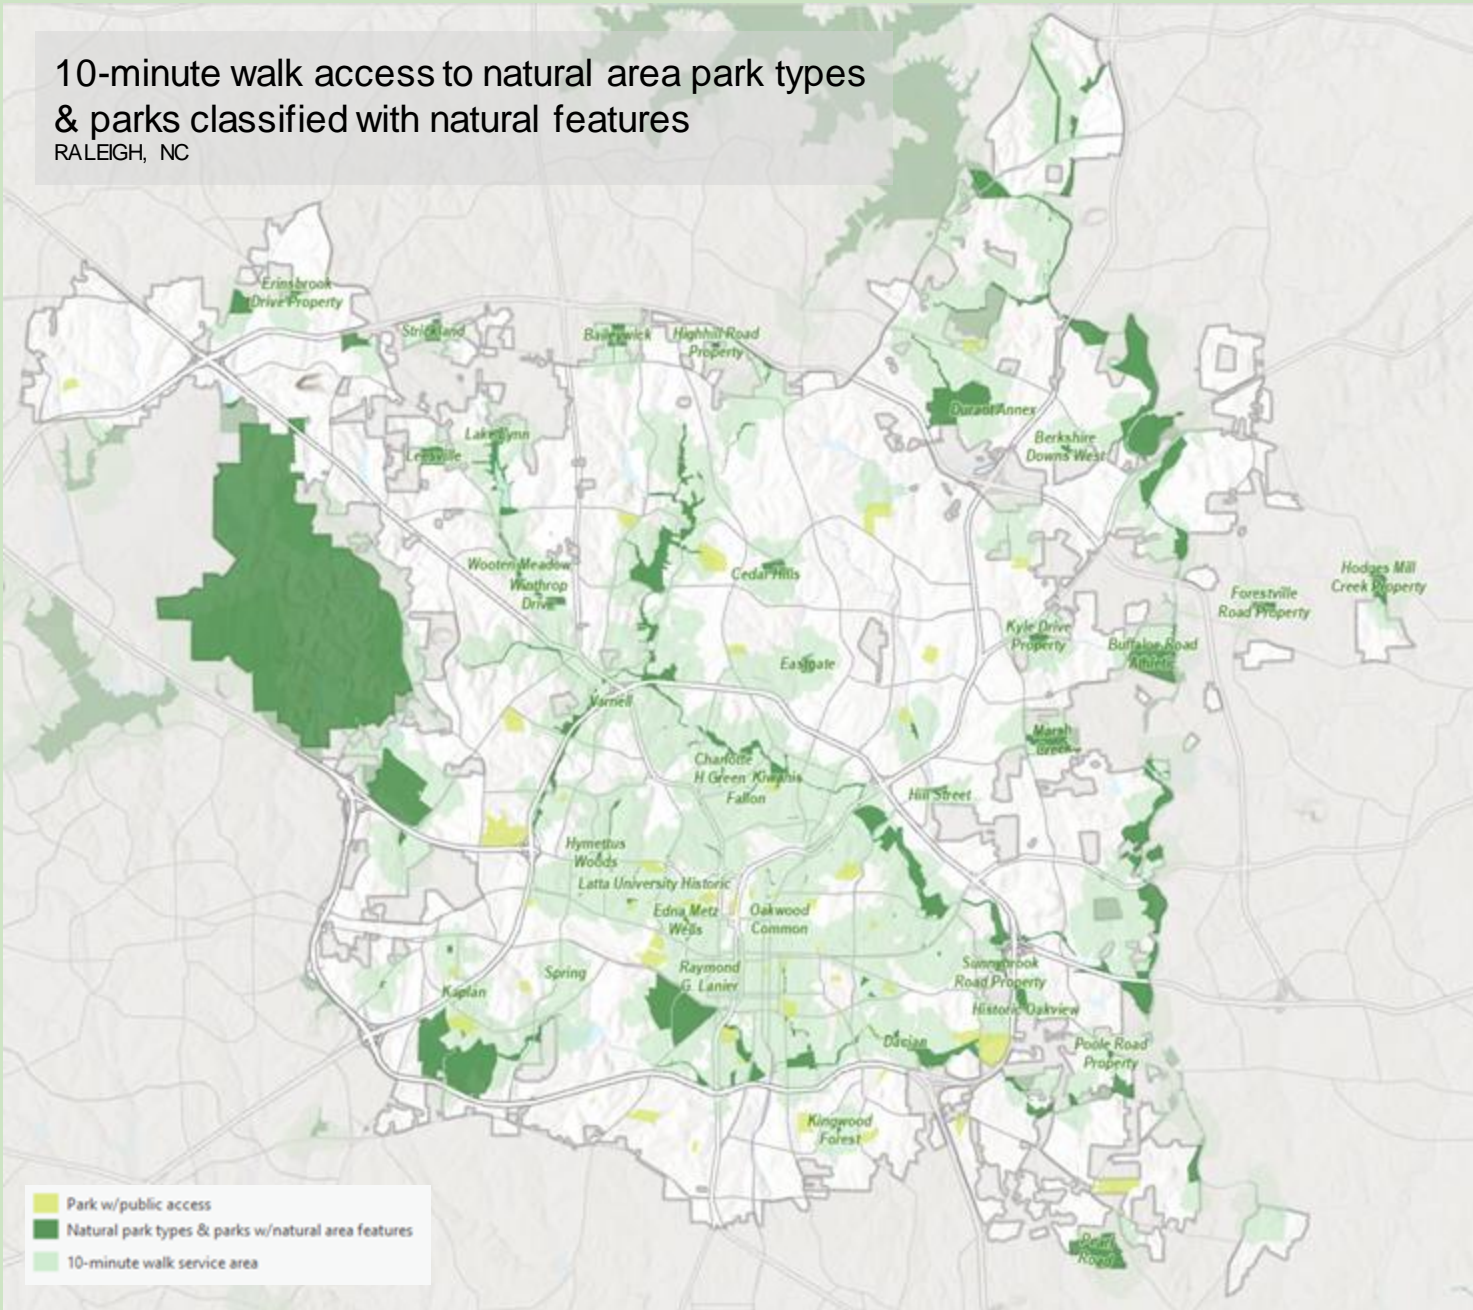 10-minute walk access to natural area park types
& parks classified with natural features
RALEIGH, NC
Erinsbrook
Drive Property
Strickland
Baileywick
Highhill Road
Property
Durant Annex
Lake Lynn
Leesville
Berkshire
Downs West
Wooten Meadow
Winthrop
Drive
Cedar Hills
Hodges Mill
Creek Property
Forestville
Road Property
Kyle Drive
Property
Buffaloe Road
Athletic
Eastgate
Varnell
Marsh
Creek
Charlotte
H Green Kiwanis
Fallon
Hill Street
Hymettus
Woods
Latta University Historic
Edna Metz
Wells
Oakwood
Common
Spring
Raymond
G. Lanier
Kaplan
Sunnybrook
Road Property
Historic Oakview
Dacian
Poole Road
Property
Kingwood
Forest
Pearl
Road
Park w/public access
Natural park types & parks w/natural area features
10-minute walk service area